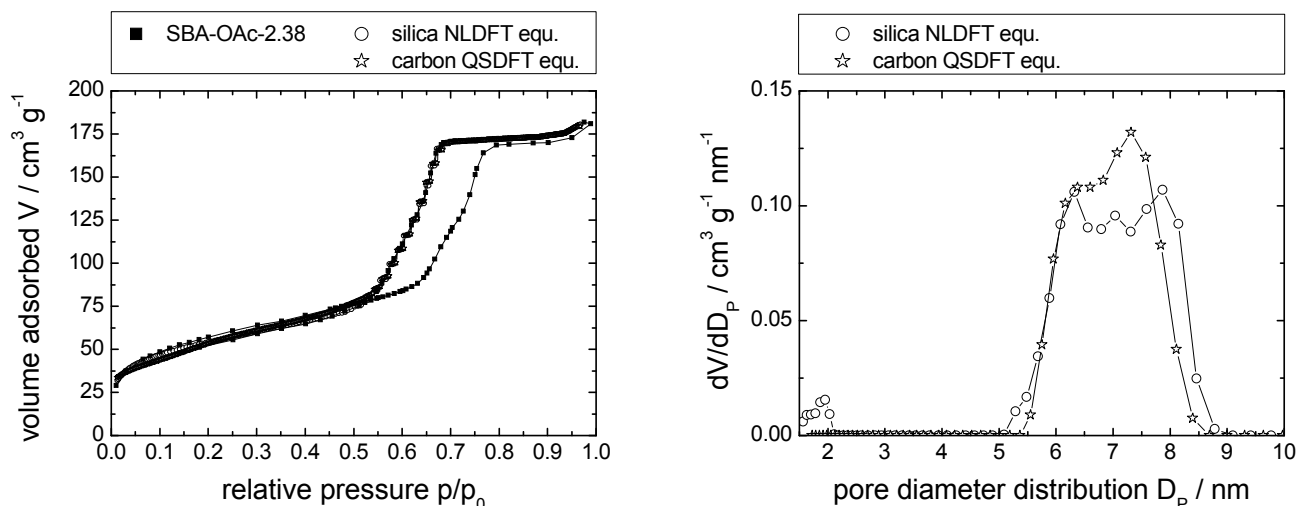 SBA-OAc-2.38 silica NLDFT equ.
carbon QSDFT equ.
200
175
150
125
100
75
50
25
0
volume adsorbed V / cm³ g⁻¹
0.0 0.1 0.2 0.3 0.4 0.5 0.6 0.7 0.8 0.9 1.0
relative pressure p/p₀
silica NLDFT equ.
carbon QSDFT equ.
0.15
0.10
0.05
0.00
dV/dD_P / cm³ g⁻¹ nm⁻¹
2 3 4 5 6 7 8 9 10
pore diameter distribution D_P / nm